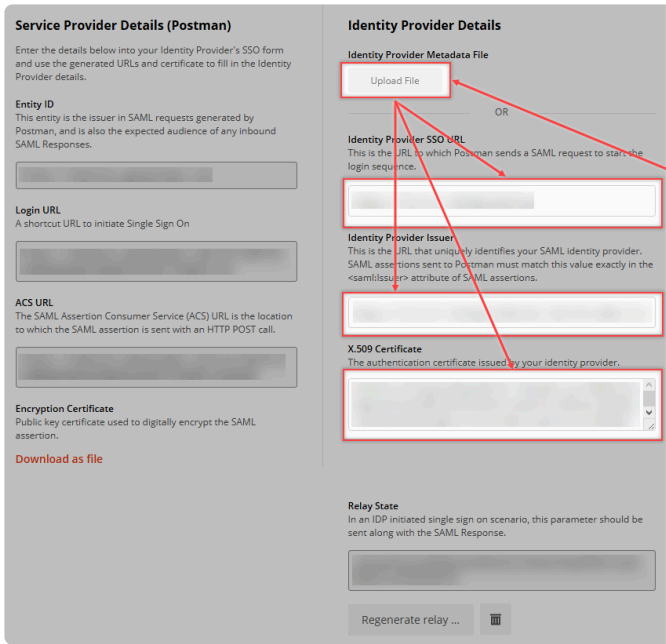 Service Provider Details (Postman)
Enter the details below into your Identity Provider's SSO form
and use the generated URLs and certificate to fill in the Identity
Provider details.
Entity ID
This entity is the issuer in SAML requests generated by
Postman, and is also the expected audience of any inbound
SAML Responses.
Login URL
A shortcut URL to initiate Single Sign On
ACS URL
The SAML Assertion Consumer Service (ACS) URL is the location
to which the SAML assertion is sent with an HTTP POST call.
Encryption Certificate
Public key certificate used to digitally encrypt the SAML
assertion.
Download as file
Identity Provider Details
Identity Provider Metadata File
Upload File
OR
Identity Provider SSO URL
This is the URL to which Postman sends a SAML request to start the
login sequence.
Identity Provider Issuer
This is the URL that uniquely identifies your SAML identity provider.
SAML assertions sent to Postman must match this value exactly in the
<saml:Issuer> attribute of SAML assertions.
X.509 Certificate
The authentication certificate issued by your identity provider.
Relay State
In an IDP initiated single sign on scenario, this parameter should be
sent along with the SAML Response.
Regenerate relay ...